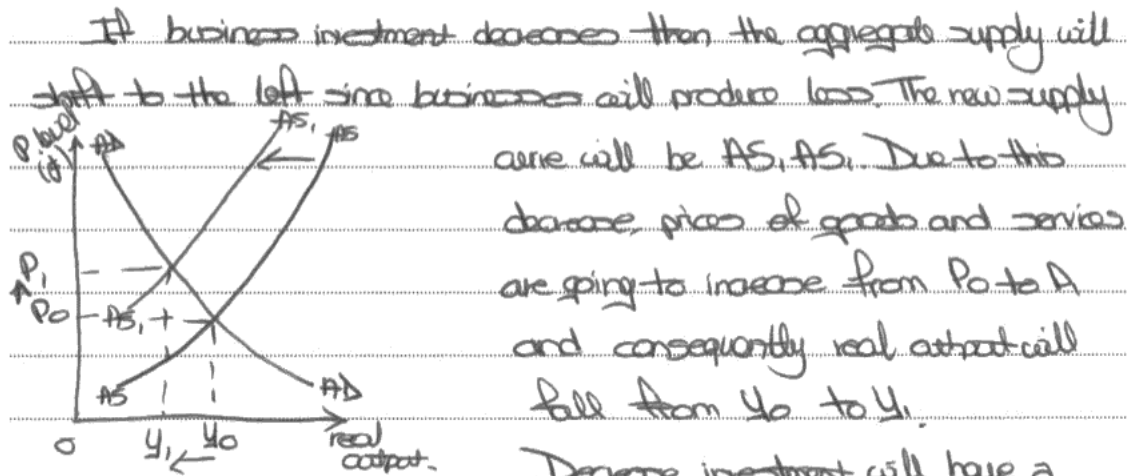 If business investment decreases then the aggregate supply will
shift to the left since businesses will produce less. The new supply
curve will be AS, AS₁. Due to this
decrease, prices of goods and services
are going to increase from P0 to P₁
and consequently real output will
fall from Y0 to Y₁.
Decrease investment will have a
P. level
(£)
AD
AS₁
AS
P₁
P0
AS₁
AS
AD
0
Y₁
Y0
real
output.